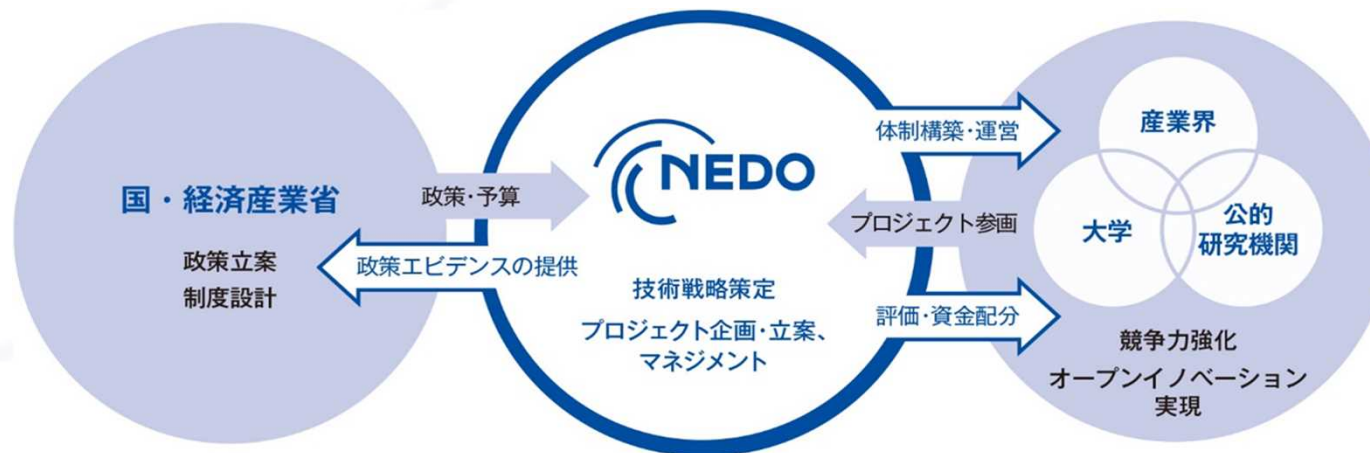 国・経済産業省
政策立案
制度設計
政策・予算
政策エビデンスの提供
NEDO
技術戦略策定
プロジェクト企画・立案、
マネジメント
体制構築・運営
プロジェクト参画
評価・資金配分
産業界
大学
公的
研究機関
競争力強化
オープンイノベーション
実現